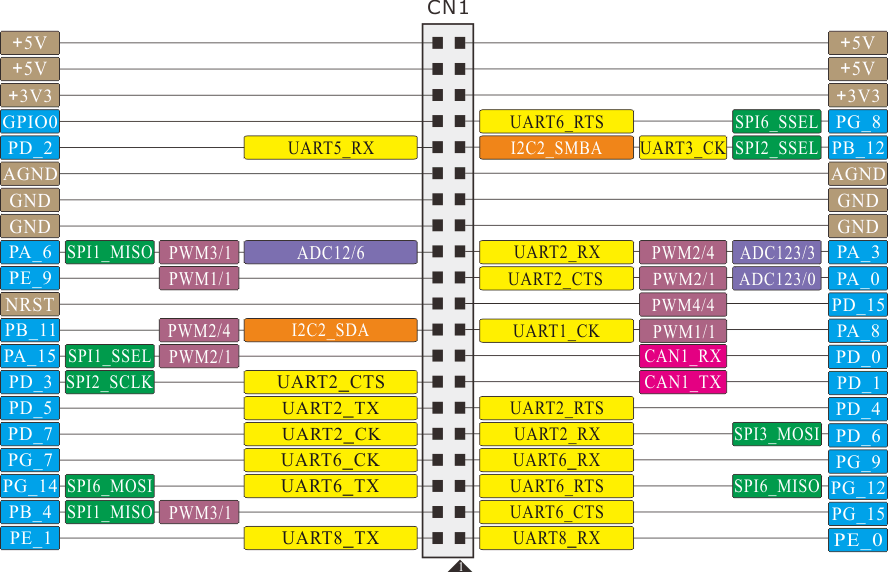 CN1
+5V +5V
+5V +5V
+3V3 +3V3
GPIO0 UART6_RTS SPI6_SSEL PG_8
PD_2 UART5_RX I2C2_SMBA UART3_CK SPI2_SSEL PB_12
AGND AGND
GND GND
GND GND
PA_6 SPI1_MISO PWM3/1 ADC12/6 UART2_RX PWM2/4 ADC123/3 PA_3
PE_9 PWM1/1 UART2_CTS PWM2/1 ADC123/0 PA_0
NRST PWM4/4 PD_15
PB_11 PWM2/4 I2C2_SDA UART1_CK PWM1/1 PA_8
PA_15 SPI1_SSEL PWM2/1 CAN1_RX PD_0
PD_3 SPI2_SCLK UART2_CTS CAN1_TX PD_1
PD_5 UART2_TX UART2_RTS PD_4
PD_7 UART2_CK UART2_RX SPI3_MOSI PD_6
PG_7 UART6_CK UART6_RX PG_9
PG_14 SPI6_MOSI UART6_TX UART6_RTS SPI6_MISO PG_12
PB_4 SPI1_MISO PWM3/1 UART6_CTS PG_15
PE_1 UART8_TX UART8_RX PE_0
1